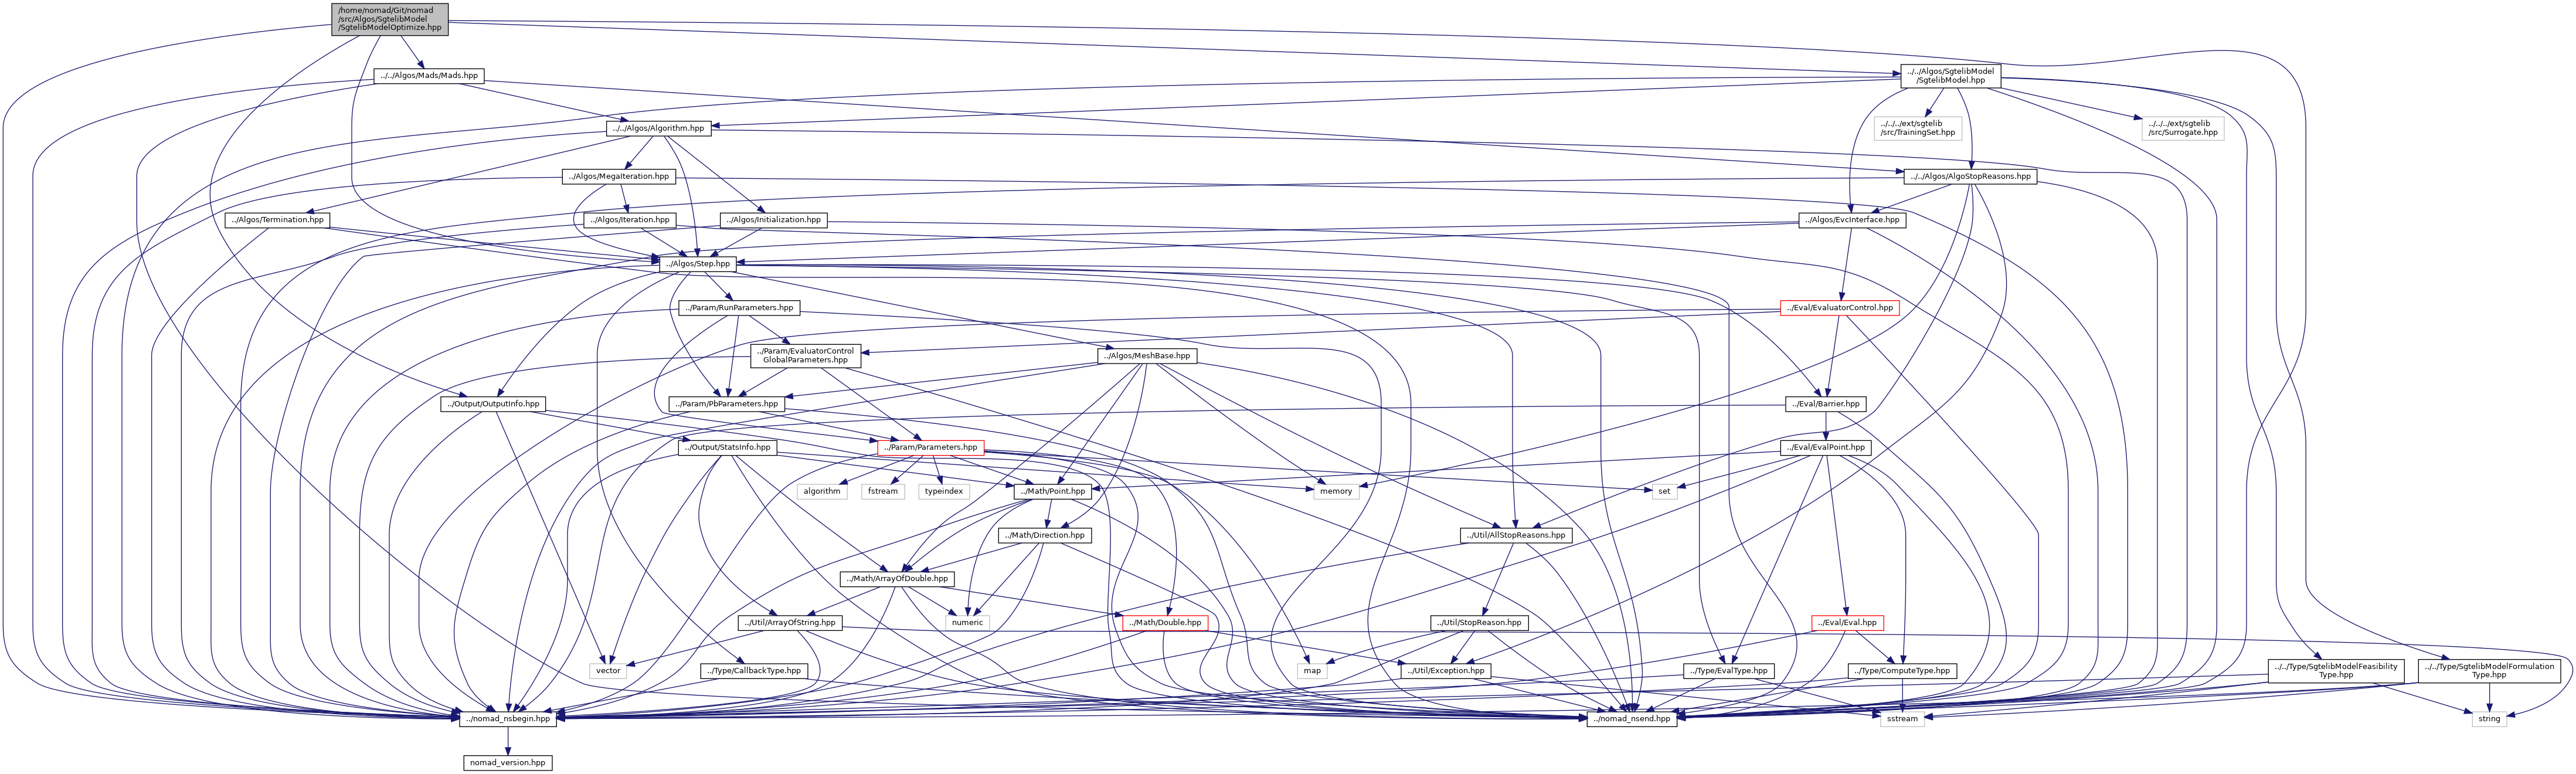 /home/nomad/Git/nomad
/src/Algos/SgtelibModel
/SgtelibModelOptimize.hpp
../../Algos/Mads/Mads.hpp
../../Algos/SgtelibModel
/SgtelibModel.hpp
../../Algos/Algorithm.hpp
../../../ext/sgtelib
/src/TrainingSet.hpp
../../../ext/sgtelib
/src/Surrogate.hpp
../Algos/MegaIteration.hpp
../../Algos/AlgoStopReasons.hpp
../Algos/Termination.hpp
../Algos/Iteration.hpp
../Algos/Initialization.hpp
../Algos/EvcInterface.hpp
../Algos/Step.hpp
../Param/RunParameters.hpp
../Eval/EvaluatorControl.hpp
../Param/EvaluatorControl
GlobalParameters.hpp
../Algos/MeshBase.hpp
../Output/OutputInfo.hpp
../Param/PbParameters.hpp
../Eval/Barrier.hpp
../Output/StatsInfo.hpp
../Param/Parameters.hpp
../Eval/EvalPoint.hpp
algorithm
fstream
typeindex
../Math/Point.hpp
memory
set
../Math/Direction.hpp
../Util/AllStopReasons.hpp
../Math/ArrayOfDouble.hpp
../Util/ArrayOfString.hpp
numeric
../Math/Double.hpp
../Util/StopReason.hpp
../Eval/Eval.hpp
vector
../Type/CallbackType.hpp
map
../Util/Exception.hpp
../Type/EvalType.hpp
../Type/ComputeType.hpp
../../Type/SgtelibModelFeasibility
Type.hpp
../../Type/SgtelibModelFormulation
Type.hpp
../nomad_nsbegin.hpp
../nomad_nsend.hpp
sstream
string
nomad_version.hpp